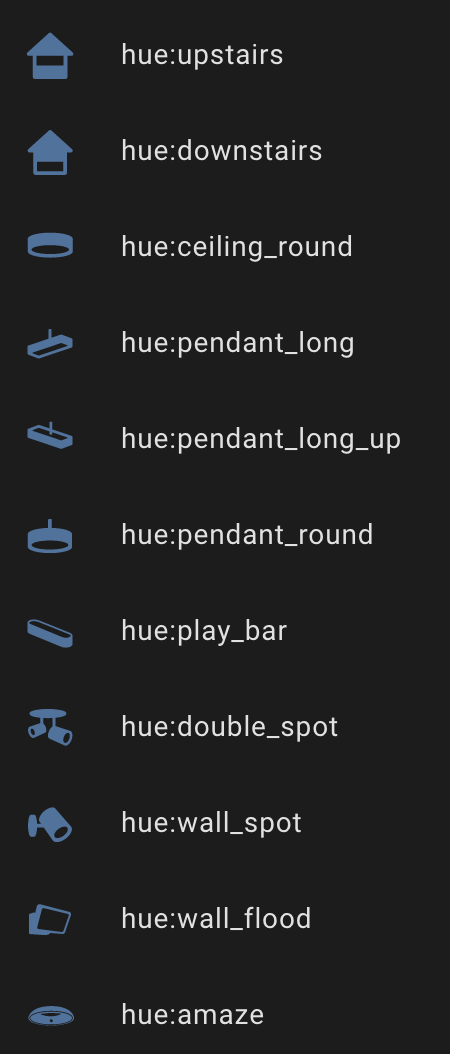 hue:upstairs
hue:downstairs
hue:ceiling_round
hue:pendant_long
hue:pendant_long_up
hue:pendant_round
hue:play_bar
hue:double_spot
hue:wall_spot
hue:wall_flood
hue:amaze